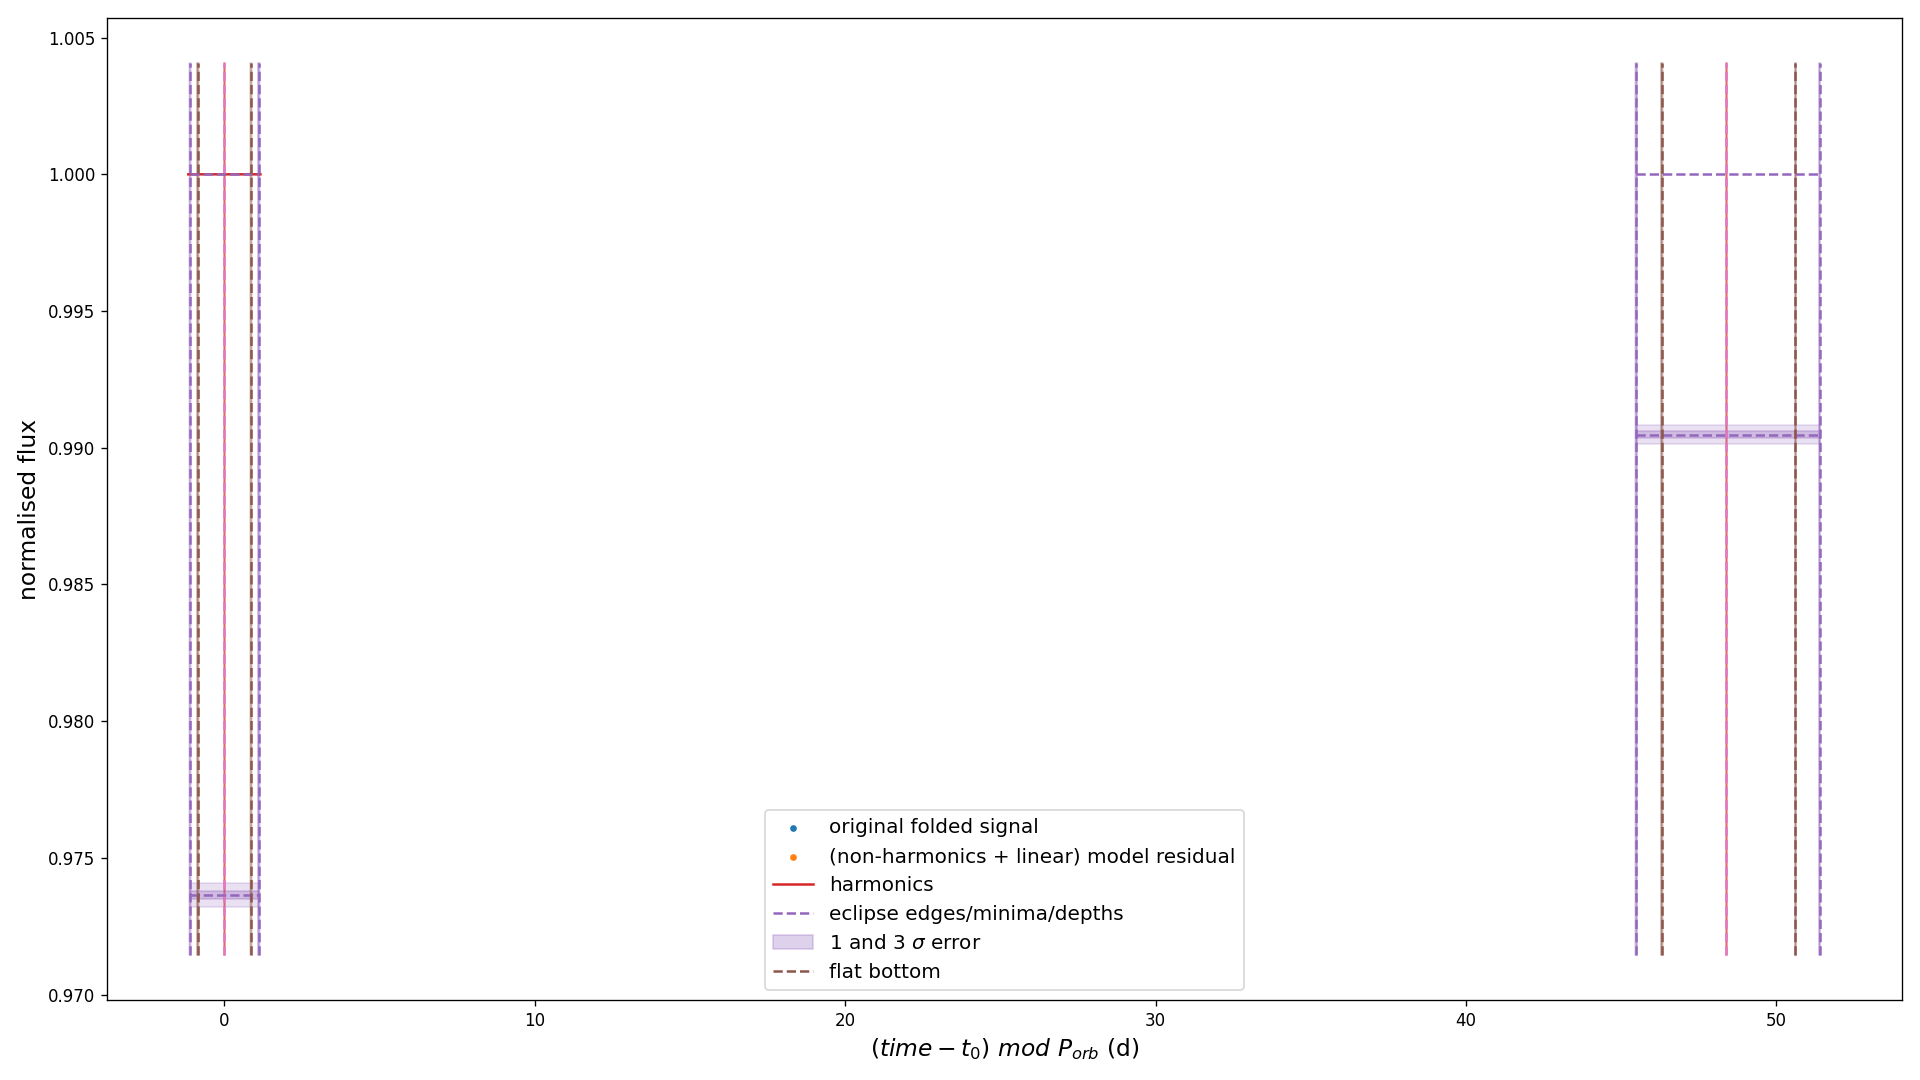 1.005
1.000
0.995
0.990
0.985
0.980
0.975
0.970
normalised flux
original folded signal
(non-harmonics + linear) model residual
harmonics
eclipse edges/minima/depths
1 and 3 σ error
flat bottom
0 10 20 30 40 50
(time − t₀) mod Pₒᵣb (d)